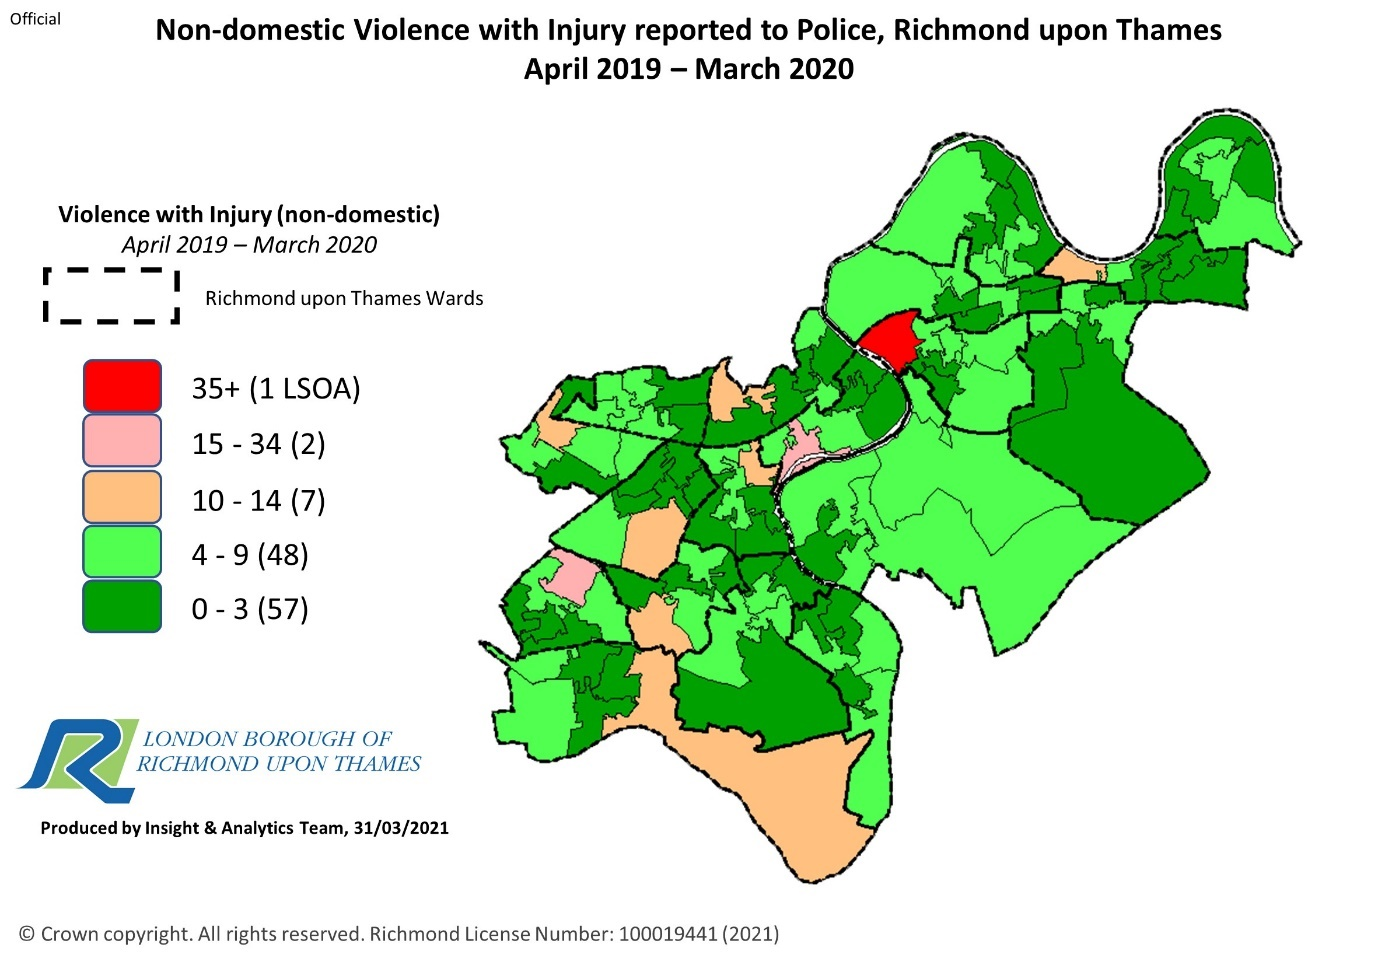 Official
Non-domestic Violence with Injury reported to Police, Richmond upon Thames
April 2019 – March 2020
Violence with Injury (non-domestic)
April 2019 – March 2020
Richmond upon Thames Wards
35+ (1 LSOA)
15 - 34 (2)
10 - 14 (7)
4 - 9 (48)
0 - 3 (57)
LONDON BOROUGH OF
RICHMOND UPON THAMES
Produced by Insight & Analytics Team, 31/03/2021
© Crown copyright. All rights reserved. Richmond License Number: 100019441 (2021)